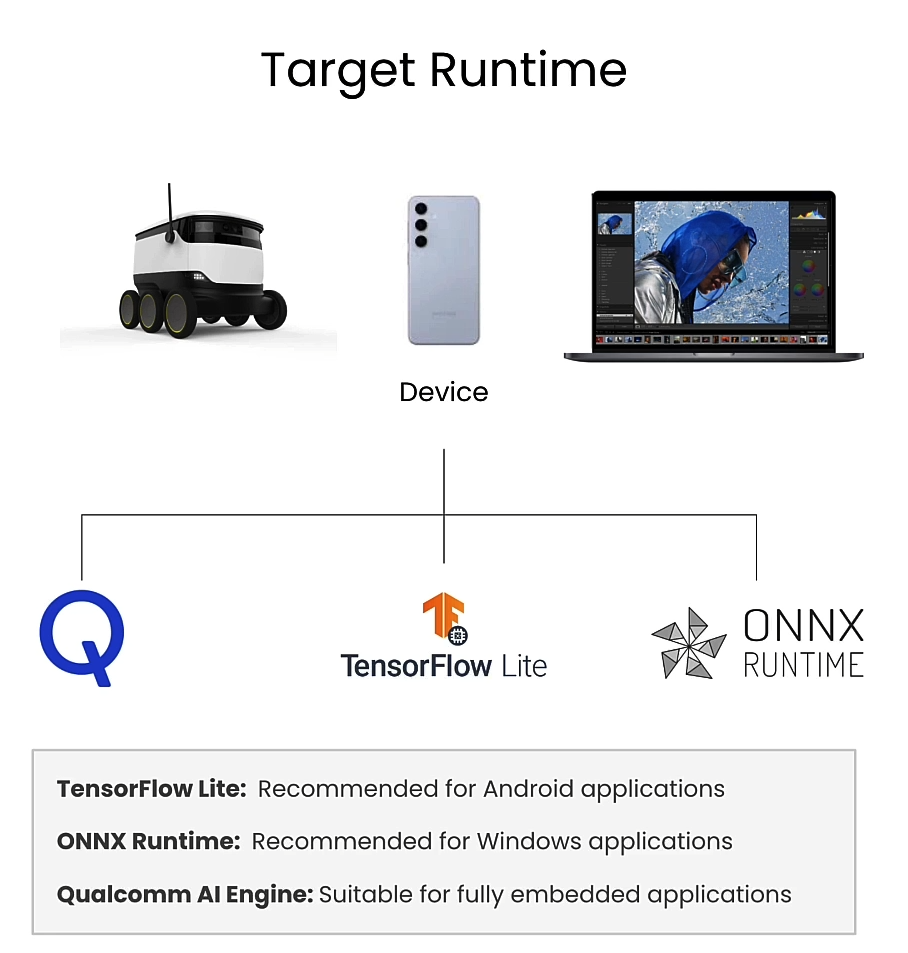 Target Runtime
Device
TensorFlow Lite
ONNX
RUNTIME
TensorFlow Lite: Recommended for Android applications
ONNX Runtime: Recommended for Windows applications
Qualcomm AI Engine: Suitable for fully embedded applications